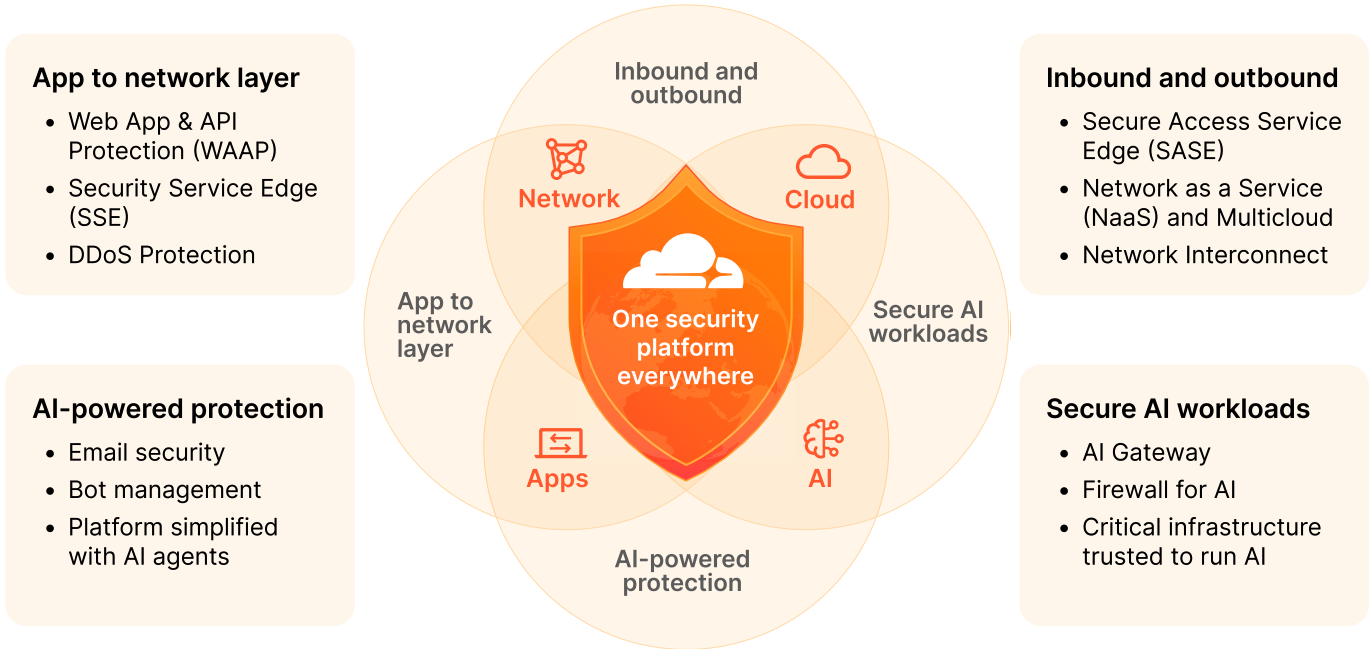 App to network layer
• Web App & API
Protection (WAAP)
• Security Service Edge
(SSE)
• DDoS Protection
AI-powered protection
• Email security
• Bot management
• Platform simplified
with AI agents
Inbound and
outbound
Network
Cloud
App to
network
layer
One security
platform
everywhere
Secure AI
workloads
Apps
AI
AI-powered
protection
Inbound and outbound
• Secure Access Service
Edge (SASE)
• Network as a Service
(NaaS) and Multicloud
• Network Interconnect
Secure AI workloads
• AI Gateway
• Firewall for AI
• Critical infrastructure
trusted to run AI